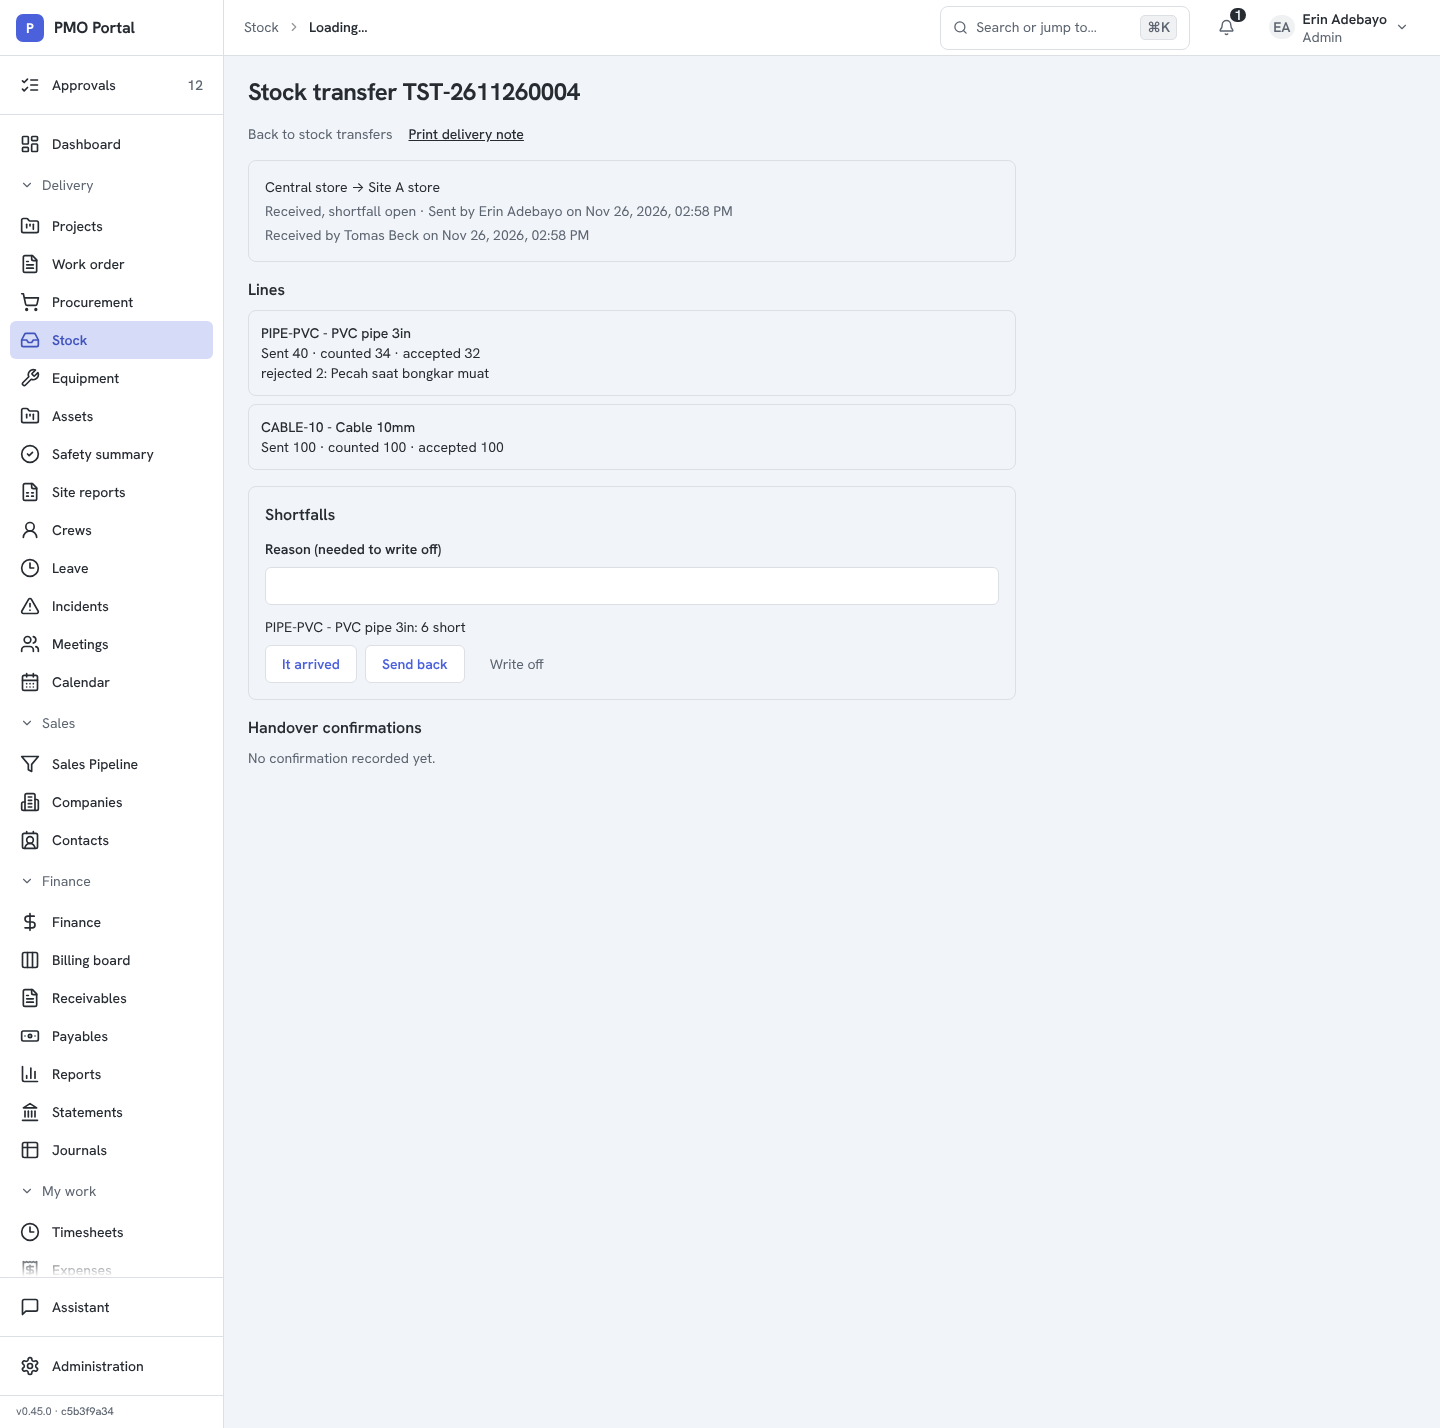 P PMO Portal
Stock > Loading...
Search or jump to... ⌘K
1
EA Erin Adebayo
Admin
Approvals 12
Dashboard
Delivery
Projects
Work order
Procurement
Stock
Equipment
Assets
Safety summary
Site reports
Crews
Leave
Incidents
Meetings
Calendar
Sales
Sales Pipeline
Companies
Contacts
Finance
Finance
Billing board
Receivables
Payables
Reports
Statements
Journals
My work
Timesheets
Expenses
Assistant
Administration
v0.45.0 · c5b3f9a34
Stock transfer TST-2611260004
Back to stock transfers Print delivery note
Central store → Site A store
Received, shortfall open · Sent by Erin Adebayo on Nov 26, 2026, 02:58 PM
Received by Tomas Beck on Nov 26, 2026, 02:58 PM
Lines
PIPE-PVC - PVC pipe 3in
Sent 40 · counted 34 · accepted 32
rejected 2: Pecah saat bongkar muat
CABLE-10 - Cable 10mm
Sent 100 · counted 100 · accepted 100
Shortfalls
Reason (needed to write off)
PIPE-PVC - PVC pipe 3in: 6 short
It arrived Send back Write off
Handover confirmations
No confirmation recorded yet.